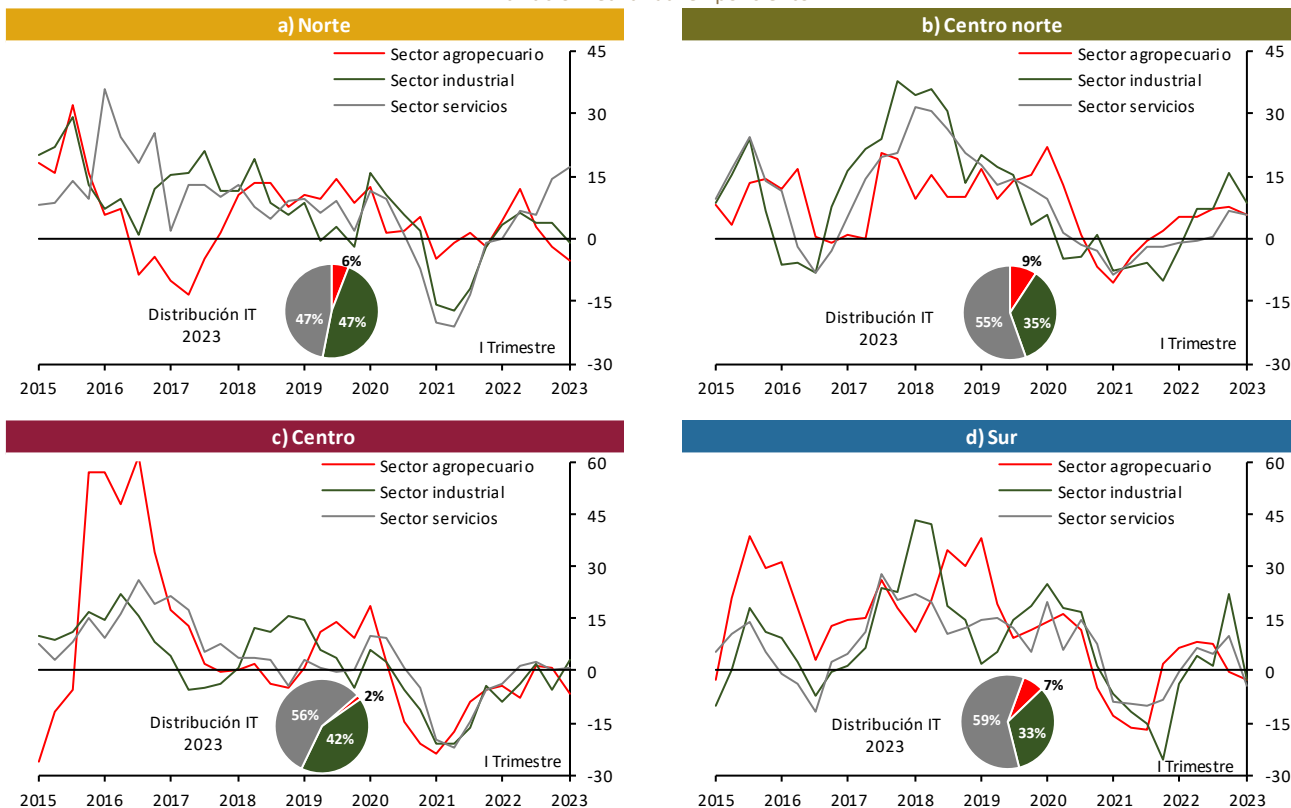 a) Norte
Sector agropecuario
Sector industrial
Sector servicios
45
30
15
0
-15
-30
6%
47%
47%
Distribución IT
2023
I Trimestre
2015 2016 2017 2018 2019 2020 2021 2022 2023
b) Centro norte
Sector agropecuario
Sector industrial
Sector servicios
45
30
15
0
-15
-30
9%
55%
35%
Distribución IT
2023
I Trimestre
2015 2016 2017 2018 2019 2020 2021 2022 2023
c) Centro
Sector agropecuario
Sector industrial
Sector servicios
60
45
30
15
0
-15
-30
2%
56%
42%
Distribución IT
2023
I Trimestre
2015 2016 2017 2018 2019 2020 2021 2022 2023
d) Sur
Sector agropecuario
Sector industrial
Sector servicios
60
45
30
15
0
-15
-30
7%
59%
33%
Distribución IT
2023
I Trimestre
2015 2016 2017 2018 2019 2020 2021 2022 2023